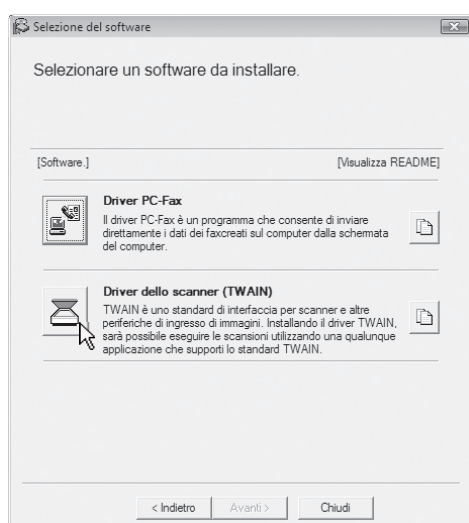 Selezione del software
Selezionare un software da installare.
[Software.] [Visualizza README]
Driver PC-Fax
Il driver PC-Fax è un programma che consente di inviare
direttamente i dati dei faxcreati sul computer dalla schermata
del computer.
Driver dello scanner (TWAIN)
TWAIN è uno standard di interfaccia per scanner e altre
periferiche di ingresso di immagini. Installando il driver TWAIN,
sarà possibile eseguire le scansioni utilizzando una qualunque
applicazione che supporti lo standard TWAIN.
< Indietro Avanti > Chiudi